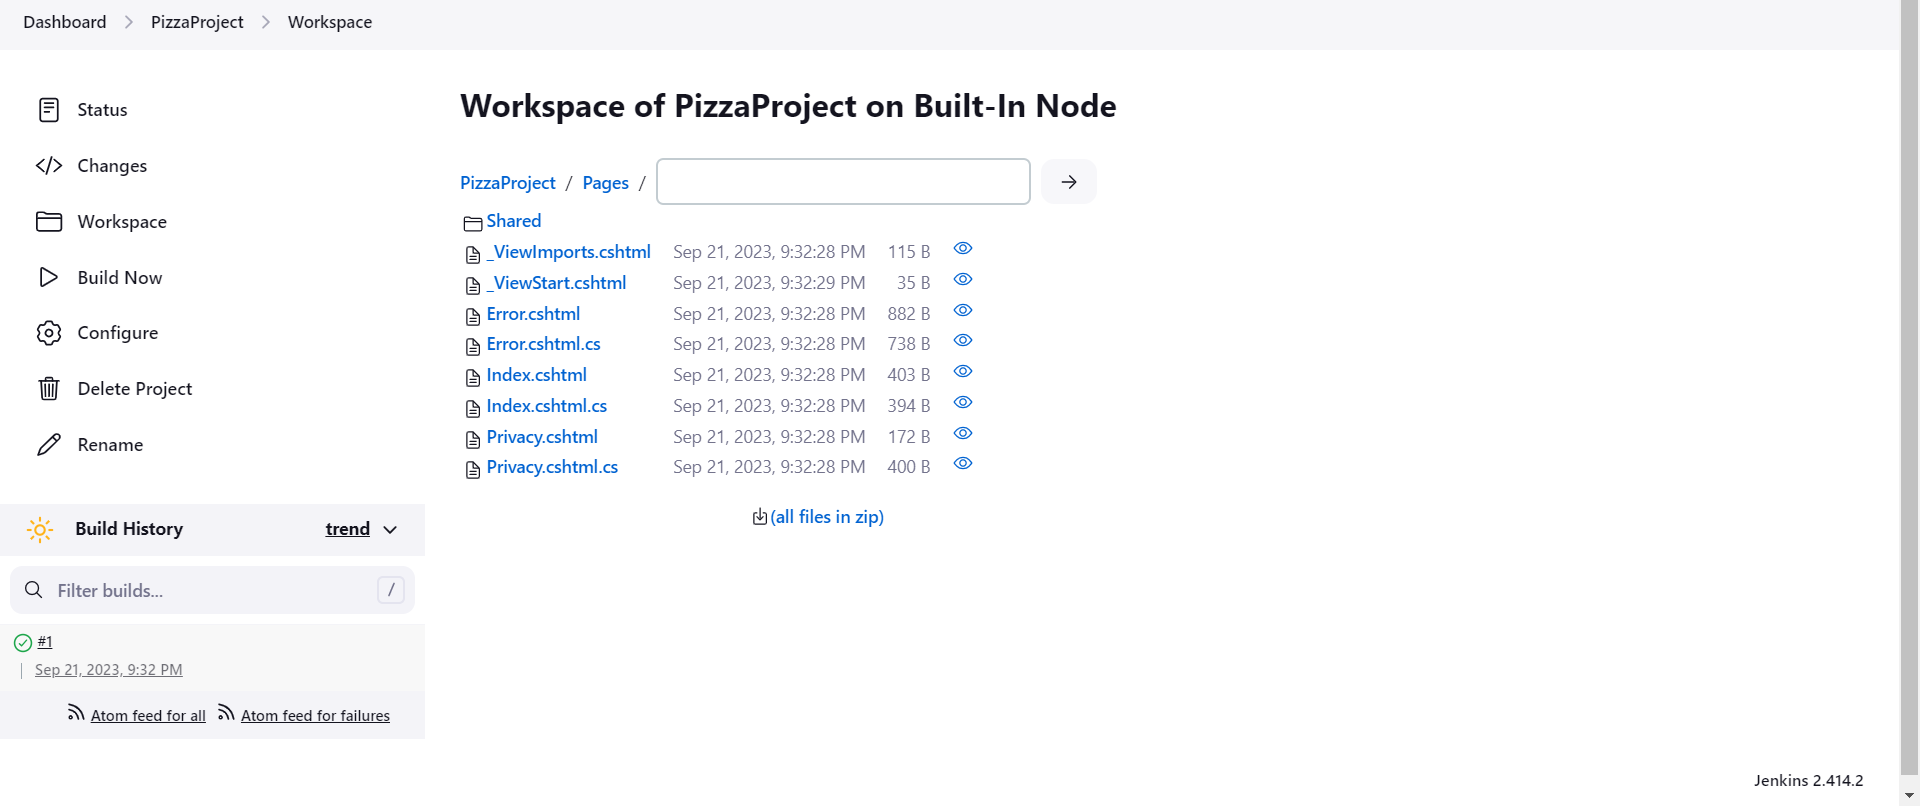 Dashboard > PizzaProject > Workspace
Status
Changes
Workspace
Build Now
Configure
Delete Project
Rename
Build History trend
Filter builds... /
#1
Sep 21, 2023, 9:32 PM
Atom feed for all Atom feed for failures
Workspace of PizzaProject on Built-In Node
PizzaProject / Pages /
Shared
_ViewImports.cshtml Sep 21, 2023, 9:32:28 PM 115 B
_ViewStart.cshtml Sep 21, 2023, 9:32:29 PM 35 B
Error.cshtml Sep 21, 2023, 9:32:28 PM 882 B
Error.cshtml.cs Sep 21, 2023, 9:32:28 PM 738 B
Index.cshtml Sep 21, 2023, 9:32:28 PM 403 B
Index.cshtml.cs Sep 21, 2023, 9:32:28 PM 394 B
Privacy.cshtml Sep 21, 2023, 9:32:28 PM 172 B
Privacy.cshtml.cs Sep 21, 2023, 9:32:28 PM 400 B
(all files in zip)
Jenkins 2.414.2